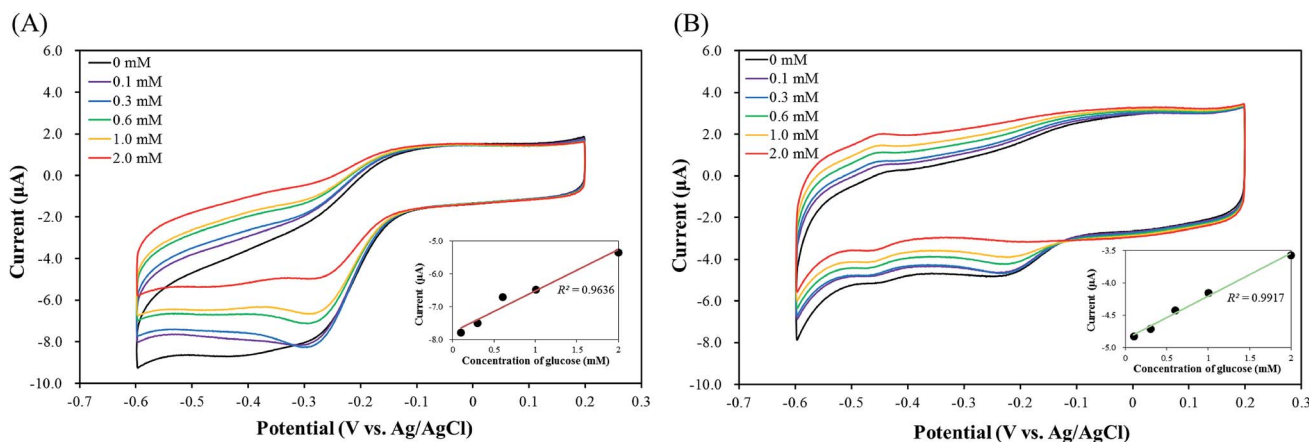 (A)
6.0
4.0
2.0
0.0
-2.0
-4.0
-6.0
-8.0
-10.0
Current (µA)
0 mM
0.1 mM
0.3 mM
0.6 mM
1.0 mM
2.0 mM
-5.0
-6.0
-7.0
-8.0
Current (µA)
R² = 0.9636
0 1 2
Concentration of glucose (mM)
-0.7 -0.6 -0.5 -0.4 -0.3 -0.2 -0.1 0 0.1 0.2 0.3
Potential (V vs. Ag/AgCl)
(B)
6.0
4.0
2.0
0.0
-2.0
-4.0
-6.0
-8.0
-10.0
Current (µA)
0 mM
0.1 mM
0.3 mM
0.6 mM
1.0 mM
2.0 mM
-3.5
-4.0
-4.5
-5.0
Current (µA)
R² = 0.9917
0 1 2
Concentration of glucose (mM)
-0.7 -0.6 -0.5 -0.4 -0.3 -0.2 -0.1 0 0.1 0.2 0.3
Potential (V vs. Ag/AgCl)